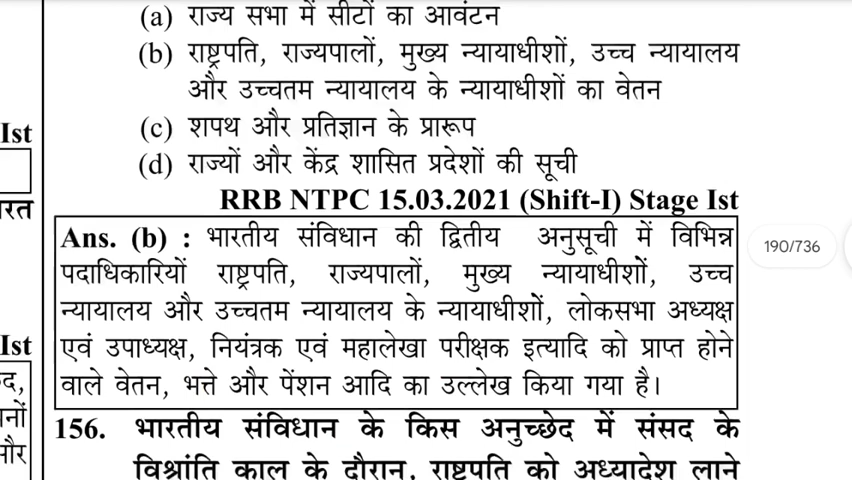 (a) राज्य सभा में सीटों का आवंटन
(b) राष्ट्रपति, राज्यपालों, मुख्य न्यायाधीशों, उच्च न्यायालय
और उच्चतम न्यायालय के न्यायाधीशों का वेतन
(c) शपथ और प्रतिज्ञान के प्रारूप
(d) राज्यों और केंद्र शासित प्रदेशों की सूची
RRB NTPC 15.03.2021 (Shift-I) Stage Ist
Ans. (b) : भारतीय संविधान की द्वितीय अनुसूची में विभिन्न
पदाधिकारियों राष्ट्रपति, राज्यपालों, मुख्य न्यायाधीशों, उच्च
न्यायालय और उच्चतम न्यायालय के न्यायाधीशों, लोकसभा अध्यक्ष
एवं उपाध्यक्ष, नियंत्रक एवं महालेखा परीक्षक इत्यादि को प्राप्त होने
वाले वेतन, भत्ते और पेंशन आदि का उल्लेख किया गया है।
156. भारतीय संविधान के किस अनुच्छेद में संसद के
विश्रांति काल के दौरान, राष्ट्रपति को अध्यादेश लाने
Ist
Ist
190/736